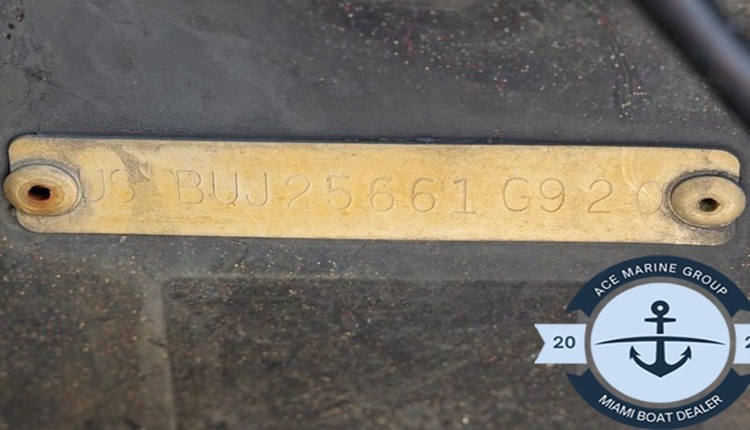 US BUJ25661G920
ACE MARINE GROUP
20
MIAMI BOAT DEALER